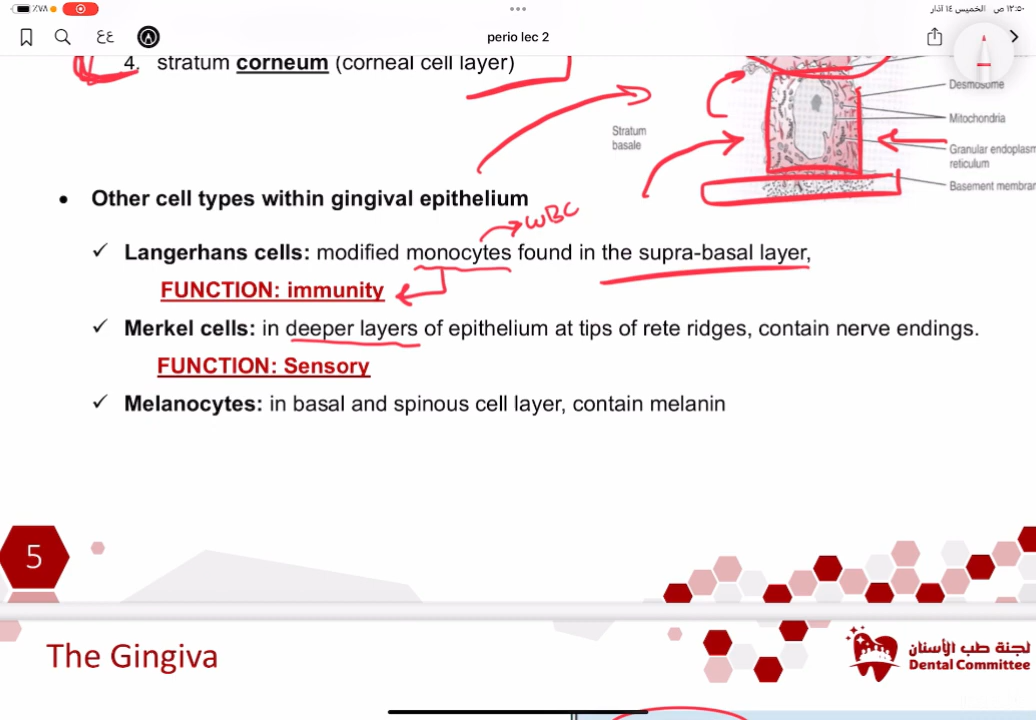 ١٢:٥٠ ص الخميس ١٤ آذار
٪٧٨
perio lec 2
4. stratum corneum (corneal cell layer)
Desmosome
Mitochondria
Stratum
basale
Granular endoplasm
reticulum
Basement membrar
• Other cell types within gingival epithelium
WBC
✓ Langerhans cells: modified monocytes found in the supra-basal layer,
FUNCTION: immunity
✓ Merkel cells: in deeper layers of epithelium at tips of rete ridges, contain nerve endings.
FUNCTION: Sensory
✓ Melanocytes: in basal and spinous cell layer, contain melanin
5
The Gingiva
لجنة طب الأسنان
Dental Committee